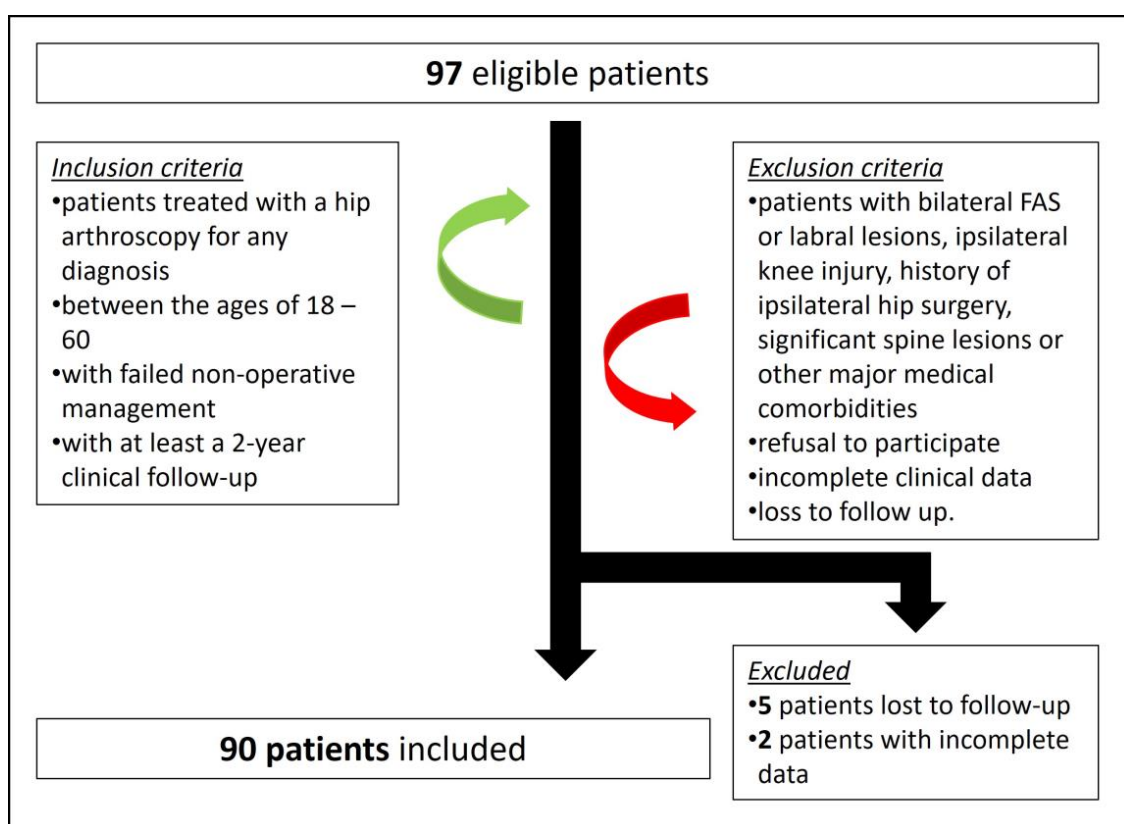 97 eligible patients
Inclusion criteria
•patients treated with a hip
arthroscopy for any
diagnosis
•between the ages of 18 –
60
•with failed non-operative
management
•with at least a 2-year
clinical follow-up
Exclusion criteria
•patients with bilateral FAS
or labral lesions, ipsilateral
knee injury, history of
ipsilateral hip surgery,
significant spine lesions or
other major medical
comorbidities
•refusal to participate
•incomplete clinical data
•loss to follow up.
Excluded
•5 patients lost to follow-up
•2 patients with incomplete
data
90 patients included